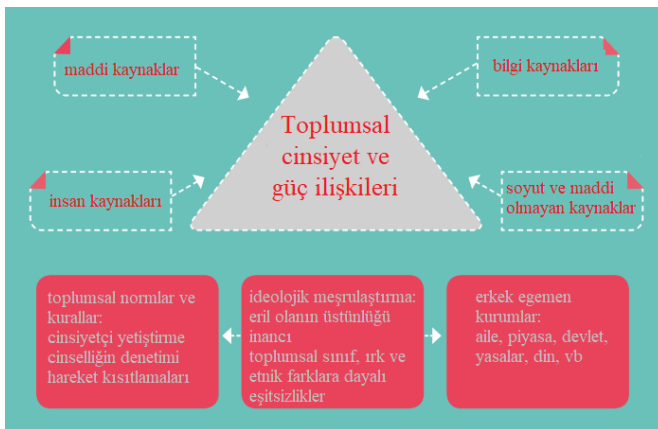 maddi kaynaklar
bilgi kaynakları
Toplumsal
cinsiyet ve
güç ilişkileri
insan kaynakları
soyut ve maddi
olmayan kaynaklar
toplumsal normlar ve
kurallar:
cinsiyetçi yetiştirme
cinselliğin denetimi
hareket kısıtlamaları
ideolojik meşrulaştırma:
eril olanın üstünlüğü
inancı
toplumsal sınıf, ırk ve
etnik farklara dayalı
eşitsizlikler
erkek egemen
kurumlar:
aile, piyasa, devlet,
yasalar, din, vb